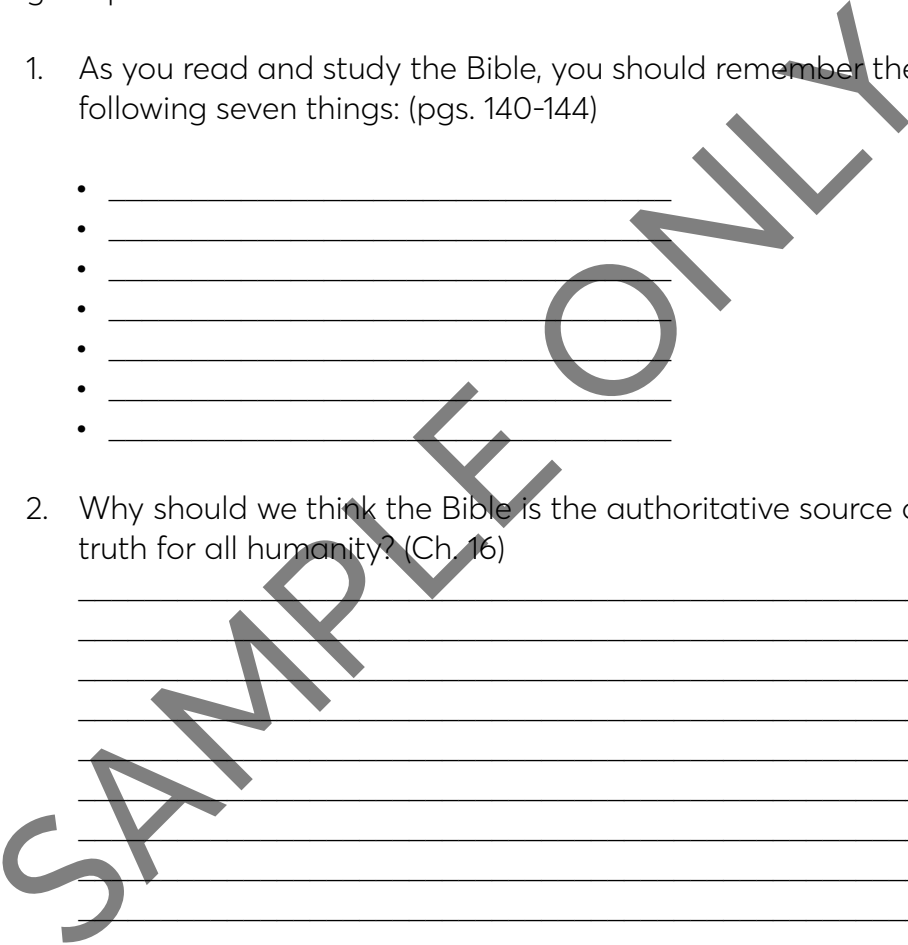 1. As you read and study the Bible, you should remember the
following seven things: (pgs. 140-144)
2. Why should we think the Bible is the authoritative source
truth for all humanity? (Ch. 16)
SAMPLE ONLY